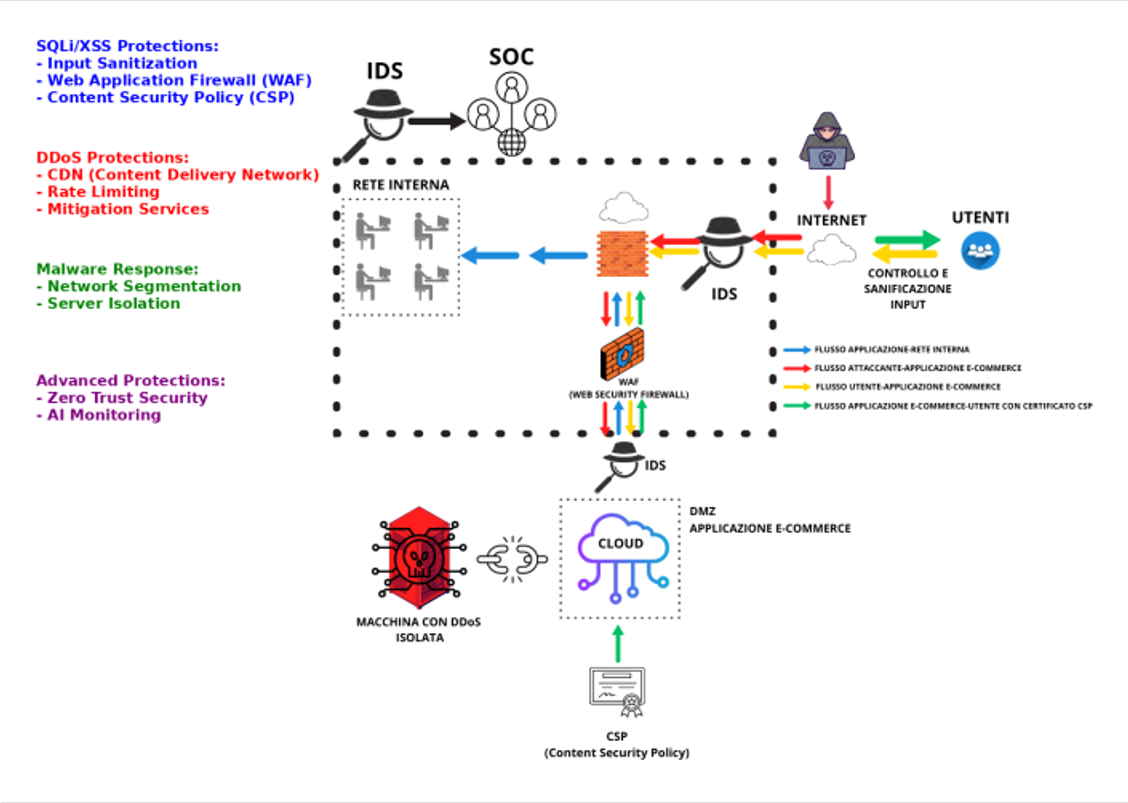 SQLi/XSS Protections:
- Input Sanitization
- Web Application Firewall (WAF)
- Content Security Policy (CSP)
DDoS Protections:
- CDN (Content Delivery Network)
- Rate Limiting
- Mitigation Services
Malware Response:
- Network Segmentation
- Server Isolation
Advanced Protections:
- Zero Trust Security
- AI Monitoring
IDS
SOC
RETE INTERNA
IDS
INTERNET
UTENTI
CONTROLLO E
SANIFICAZIONE
INPUT
FLUSSO APPLICAZIONE-RETE INTERNA
FLUSSO ATTACCANTE-APPLICAZIONE E-COMMERCE
FLUSSO UTENTE-APPLICAZIONE E-COMMERCE
FLUSSO APPLICAZIONE E-COMMERCE-UTENTE CON CERTIFICATO CSP
WAF
(WEB SECURITY FIREWALL)
IDS
DMZ
APPLICAZIONE E-COMMERCE
CLOUD
MACCHINA CON DDoS
ISOLATA
CSP
(Content Security Policy)